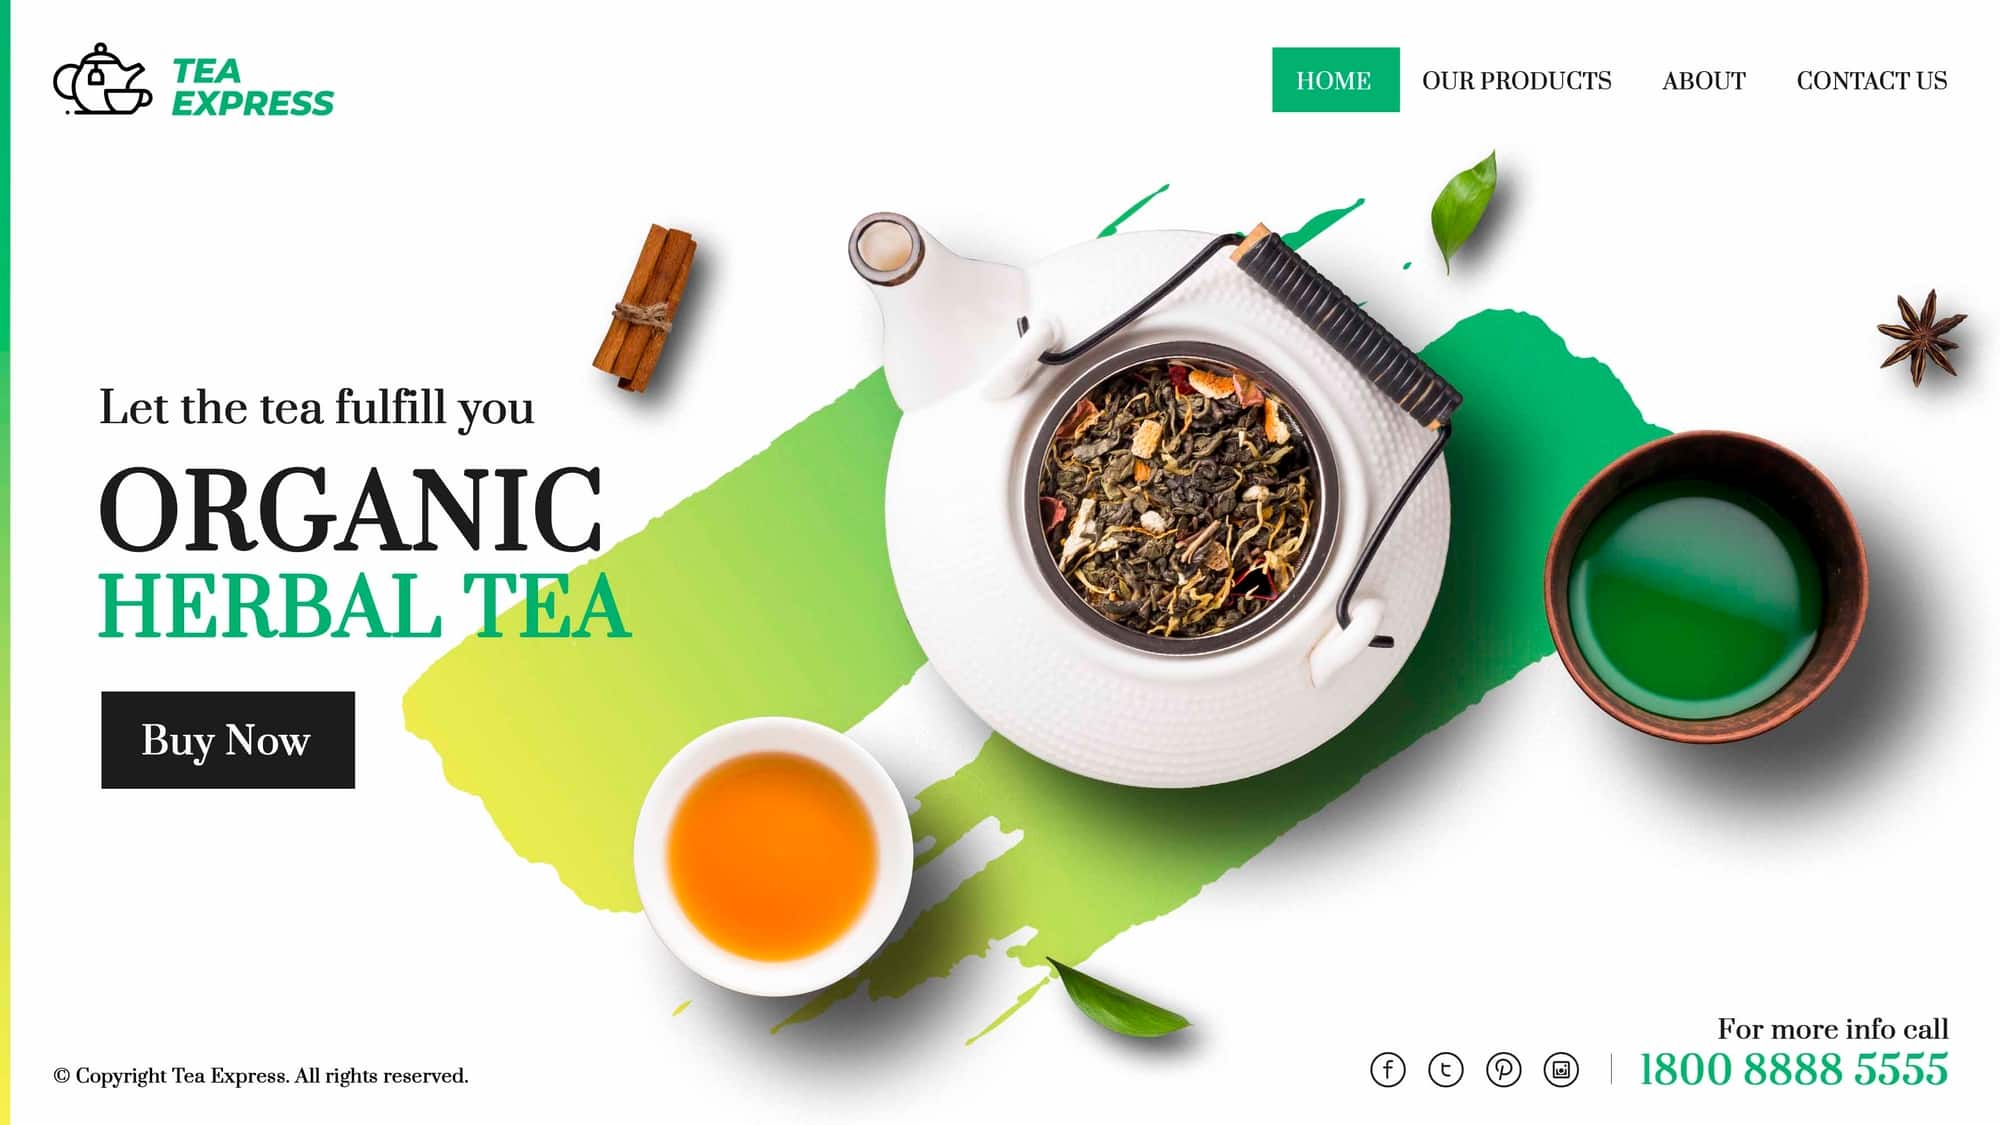 TEA
EXPRESS
HOME
OUR PRODUCTS
ABOUT
CONTACT US
Let the tea fulfill you
ORGANIC
HERBAL TEA
Buy Now
© Copyright Tea Express. All rights reserved.
For more info call
1800 8888 5555